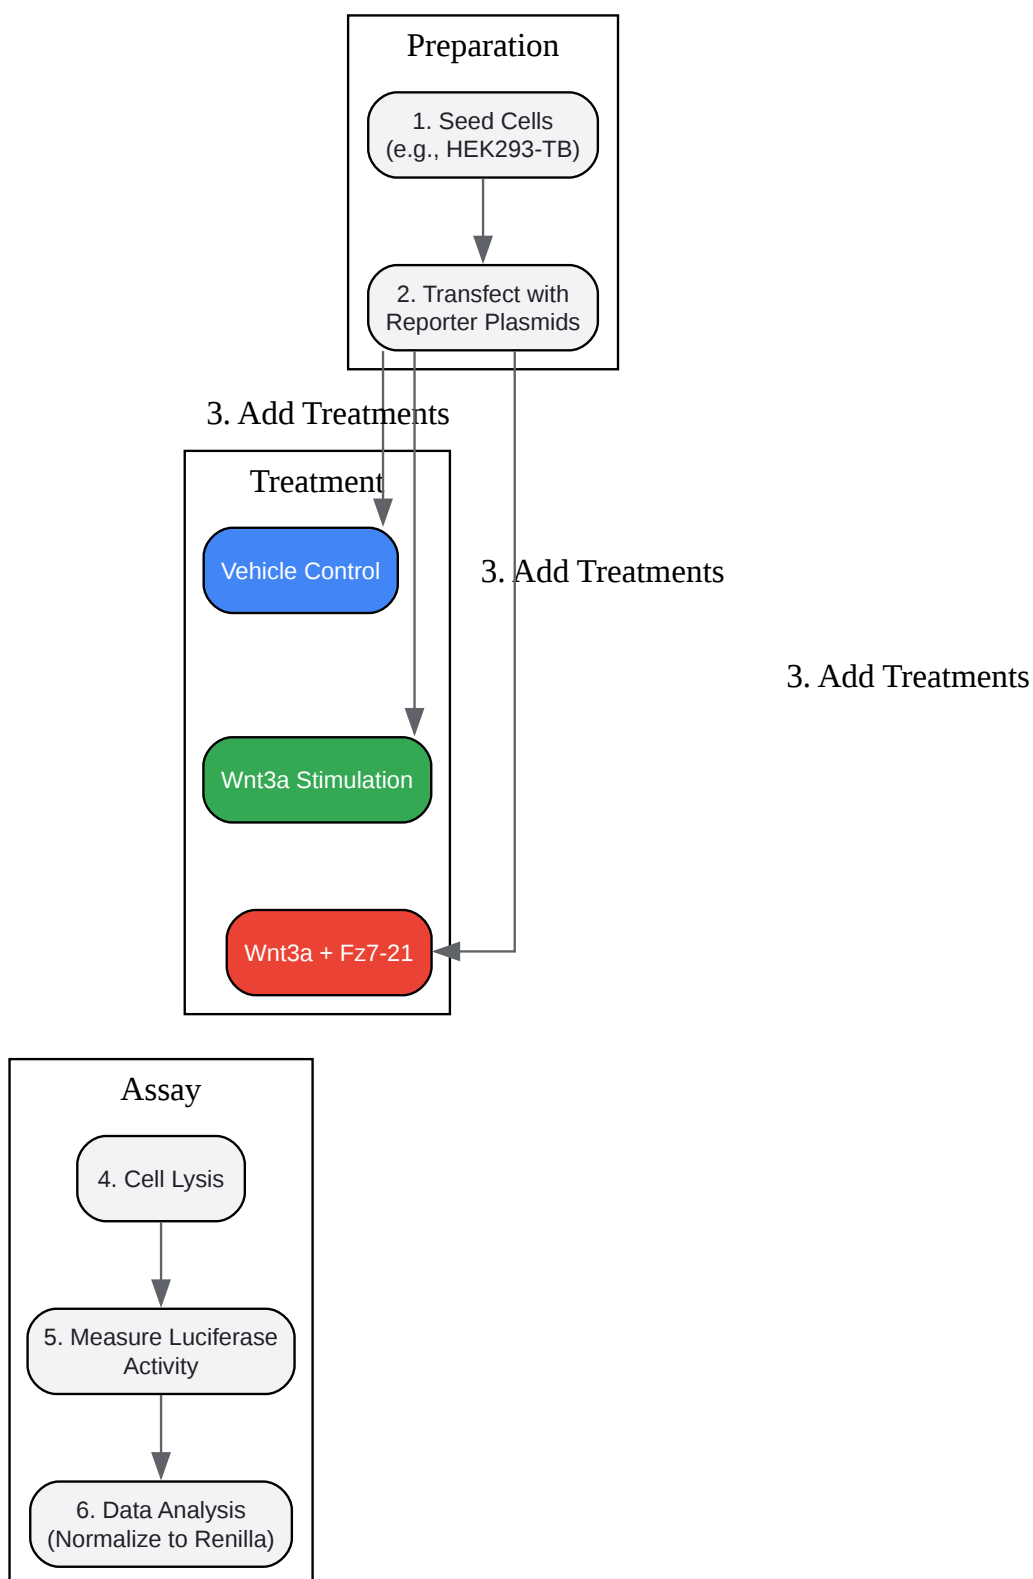 Preparation
1. Seed Cells
(e.g., HEK293-TB)
2. Transfect with
Reporter Plasmids
3. Add Treatments
Treatment
Vehicle Control
3. Add Treatments
3. Add Treatments
Wnt3a Stimulation
Wnt3a + Fz7-21
Assay
4. Cell Lysis
5. Measure Luciferase
Activity
6. Data Analysis
(Normalize to Renilla)